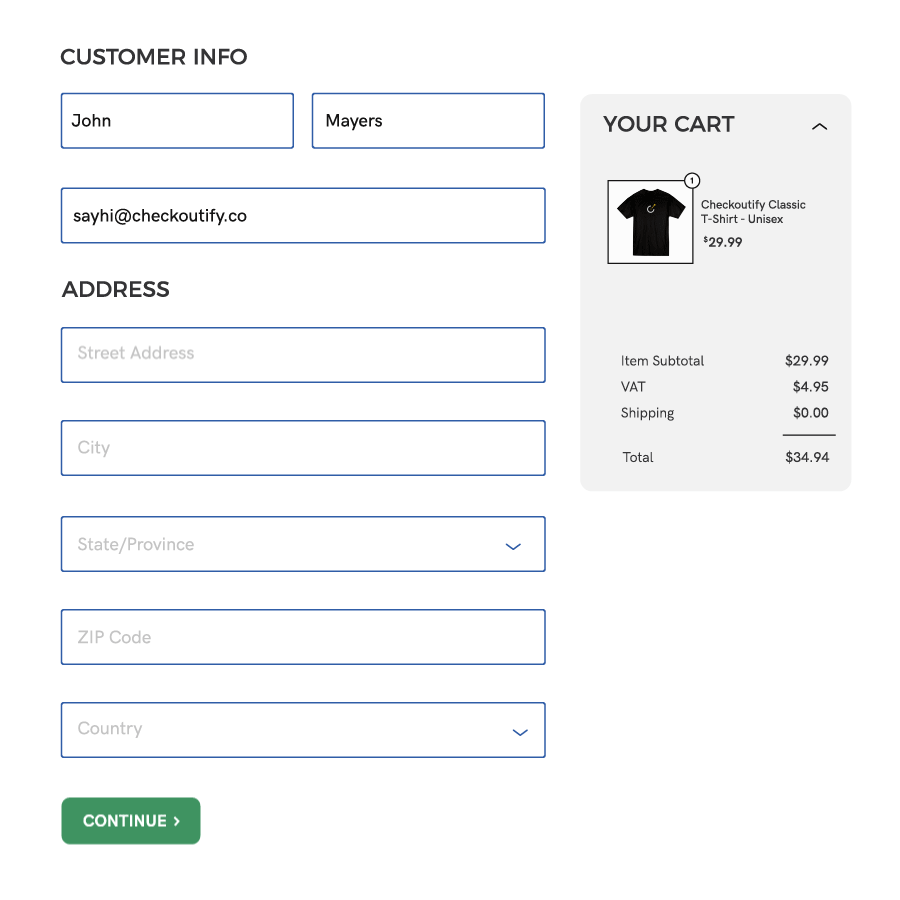 CUSTOMER INFO
John
Mayers
sayhi@checkoutify.co
ADDRESS
Street Address
City
State/Province
ZIP Code
Country
CONTINUE ›
YOUR CART
1
Checkoutify Classic
T-Shirt - Unisex
$29.99
Item Subtotal $29.99
VAT $4.95
Shipping $0.00
Total $34.94